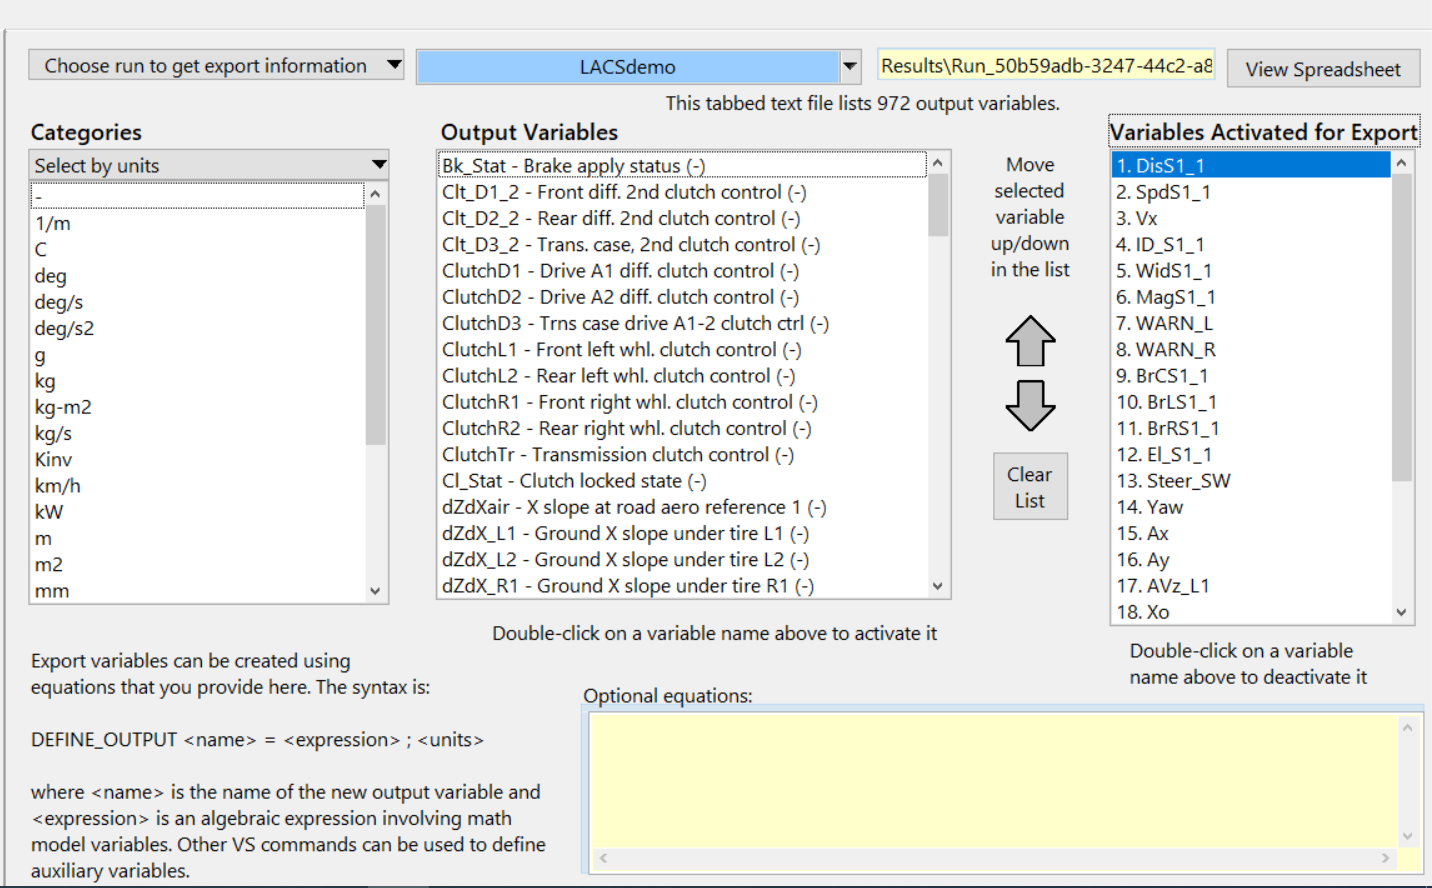 Choose run to get export information
LACSdemo
Results\Run_50b59adb-3247-44c2-a8
View Spreadsheet
This tabbed text file lists 972 output variables.
Categories
Select by units
-
1/m
C
deg
deg/s
deg/s2
g
kg
kg-m2
kg/s
Kinv
km/h
kW
m
m2
mm
Output Variables
Bk_Stat - Brake apply status (-)
Clt_D1_2 - Front diff. 2nd clutch control (-)
Clt_D2_2 - Rear diff. 2nd clutch control (-)
Clt_D3_2 - Trans. case, 2nd clutch control (-)
ClutchD1 - Drive A1 diff. clutch control (-)
ClutchD2 - Drive A2 diff. clutch control (-)
ClutchD3 - Trns case drive A1-2 clutch ctrl (-)
ClutchL1 - Front left whl. clutch control (-)
ClutchL2 - Rear left whl. clutch control (-)
ClutchR1 - Front right whl. clutch control (-)
ClutchR2 - Rear right whl. clutch control (-)
ClutchTr - Transmission clutch control (-)
Cl_Stat - Clutch locked state (-)
dZdXair - X slope at road aero reference 1 (-)
dZdX_L1 - Ground X slope under tire L1 (-)
dZdX_L2 - Ground X slope under tire L2 (-)
dZdX_R1 - Ground X slope under tire R1 (-)
Double-click on a variable name above to activate it
Move
selected
variable
up/down
in the list
Clear
List
Variables Activated for Export
1. DisS1_1
2. SpdS1_1
3. Vx
4. ID_S1_1
5. WidS1_1
6. MagS1_1
7. WARN_L
8. WARN_R
9. BrCS1_1
10. BrLS1_1
11. BrRS1_1
12. El_S1_1
13. Steer_SW
14. Yaw
15. Ax
16. Ay
17. AVz_L1
18. Xo
Double-click on a variable
name above to deactivate it
Export variables can be created using
equations that you provide here. The syntax is:
DEFINE_OUTPUT <name> = <expression> ; <units>
where <name> is the name of the new output variable and
<expression> is an algebraic expression involving math
model variables. Other VS commands can be used to define
auxiliary variables.
Optional equations: